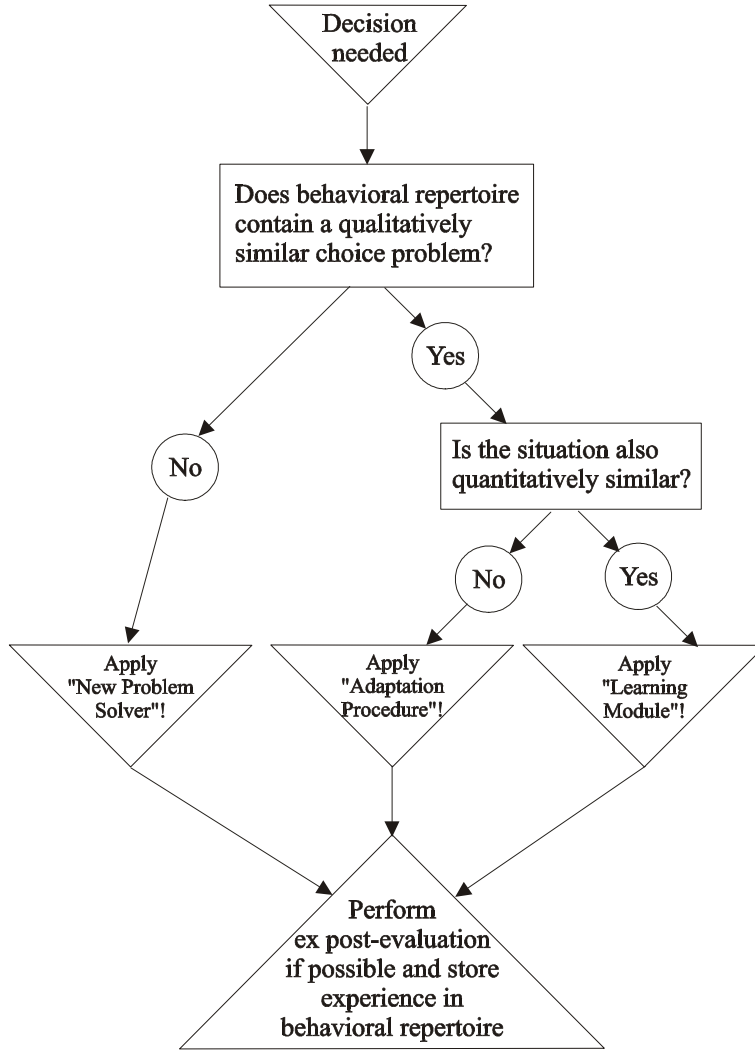 Decision
needed
Does behavioral repertoire
contain a qualitatively
similar choice problem?
Yes
No
Is the situation also
quantitatively similar?
No
Yes
Apply
"New Problem
Solver"!
Apply
"Adaptation
Procedure"!
Apply
"Learning
Module"!
Perform
ex post-evaluation
if possible and store
experience in
behavioral repertoire